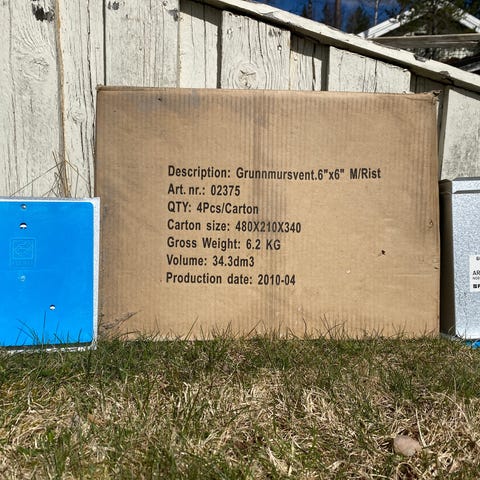 Description: Grunnmursvent.6"x6" M/Rist
Art.nr.: 02375
QTY: 4Pcs/Carton
Carton size: 480X210X340
Gross Weight: 6.2 KG
Volume: 34.3dm3
Production date: 2010-04